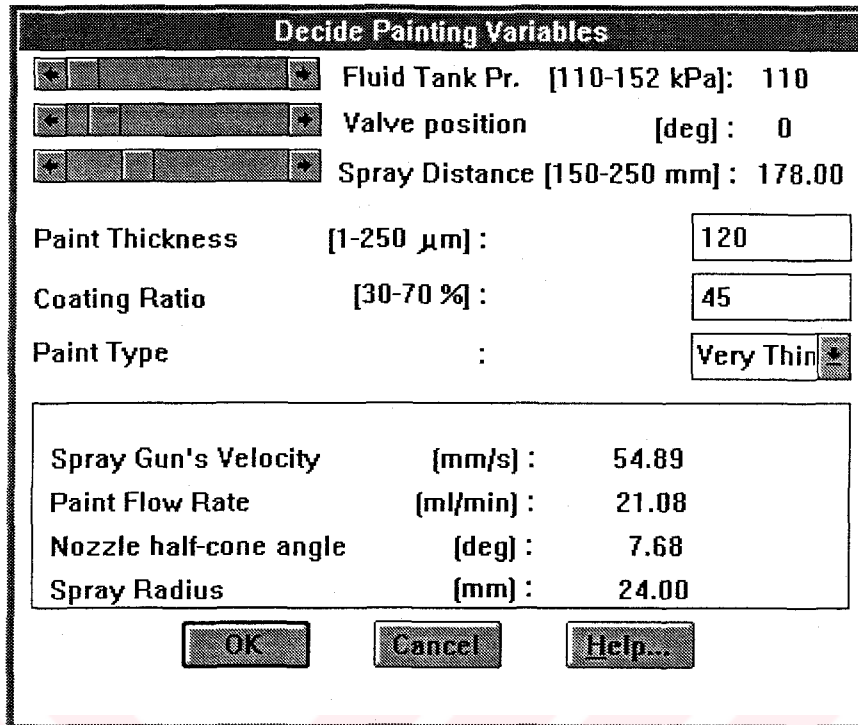 Decide Painting Variables
Fluid Tank Pr. [110-152 kPa]: 110
Valve position [deg] : 0
Spray Distance [150-250 mm] : 178.00
Paint Thickness [1-250 µm] : 120
Coating Ratio [30-70 %] : 45
Paint Type : Very Thin
Spray Gun's Velocity [mm/s] : 54.89
Paint Flow Rate [ml/min] : 21.08
Nozzle half-cone angle [deg] : 7.68
Spray Radius [mm] : 24.00
OK Cancel Help...